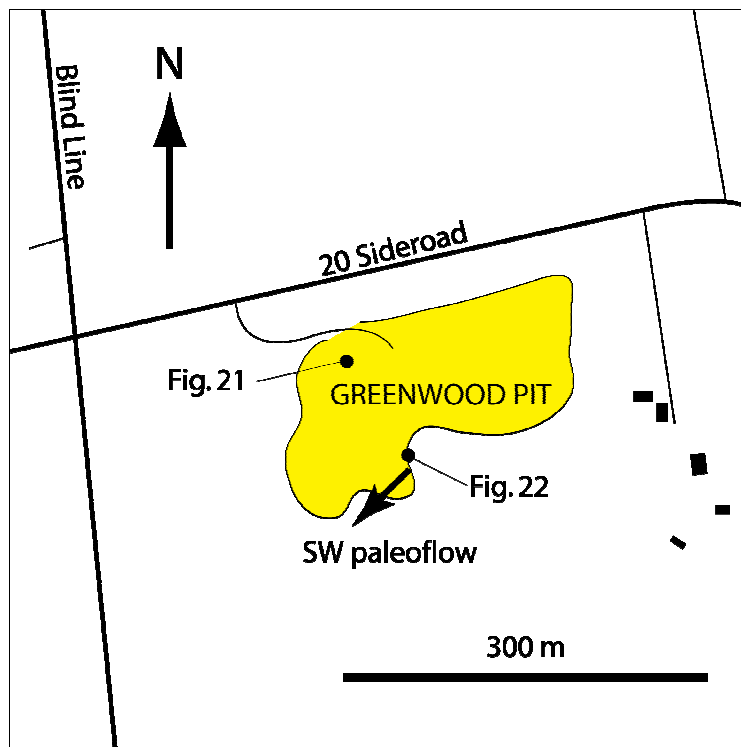 Blind Line
N
20 Sideroad
Fig. 21
GREENWOOD PIT
Fig. 22
SW paleoflow
300 m